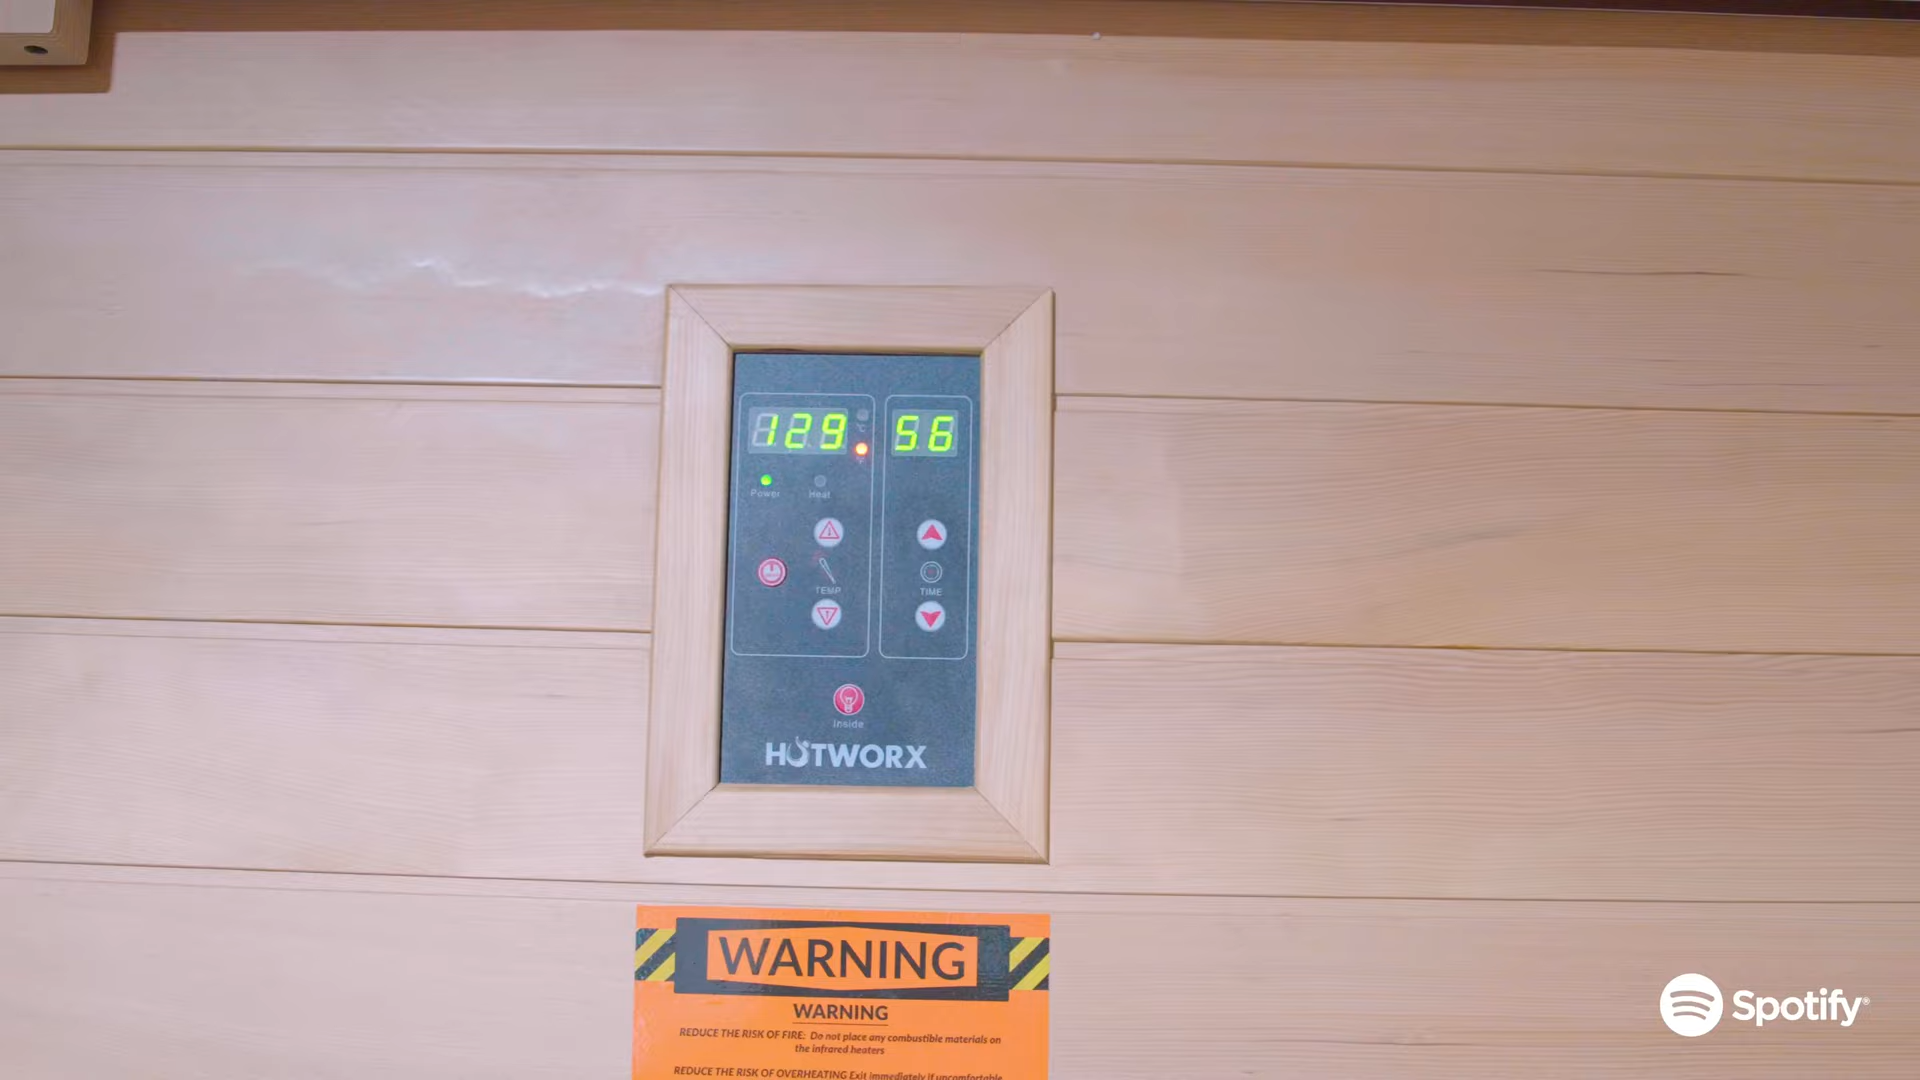 129 56
°C
°F
Power Heat
TEMP TIME
Inside
HOTWORX
WARNING
WARNING
REDUCE THE RISK OF FIRE: Do not place any combustible materials on
the infrared heaters
REDUCE THE RISK OF OVERHEATING Exit immediately if uncomfortable
Spotify®